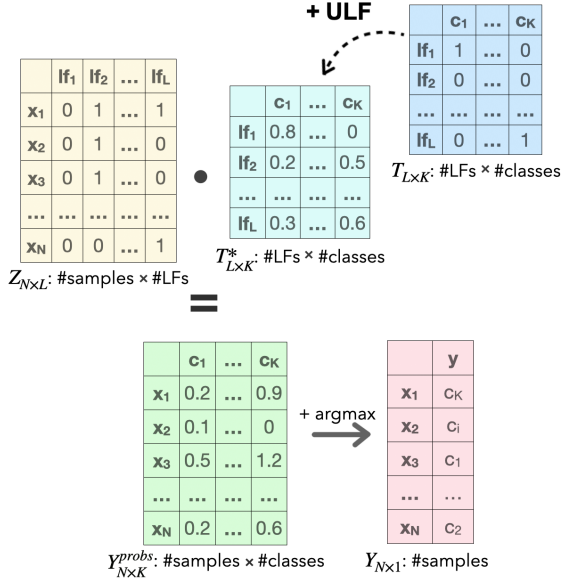 + ULF
c1 ... cK
lf1 1 ... 0
lf2 0 ... 0
... ... ... ...
lfL 0 ... 1
TL×K: #LFs × #classes
lf1 lf2 ... lfL
x1 0 1 ... 1
x2 0 1 ... 0
x3 0 1 ... 0
... ... ... ... ...
xN 0 0 ... 1
ZN×L: #samples × #LFs
•
c1 ... cK
lf1 0.8 ... 0
lf2 0.2 ... 0.5
... ... ... ...
lfL 0.3 ... 0.6
T*L×K: #LFs × #classes
=
c1 ... cK
x1 0.2 ... 0.9
x2 0.1 ... 0
x3 0.5 ... 1.2
... ... ... ...
xN 0.2 ... 0.6
YprobsN×K: #samples × #classes
+ argmax
y
x1 cK
x2 ci
x3 c1
... ...
xN c2
YN×1: #samples